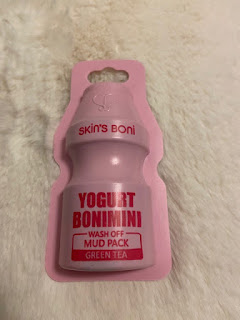 SKIN'S BONI
YOGURT
BONIMINI
WASH OFF
MUD PACK
GREEN TEA